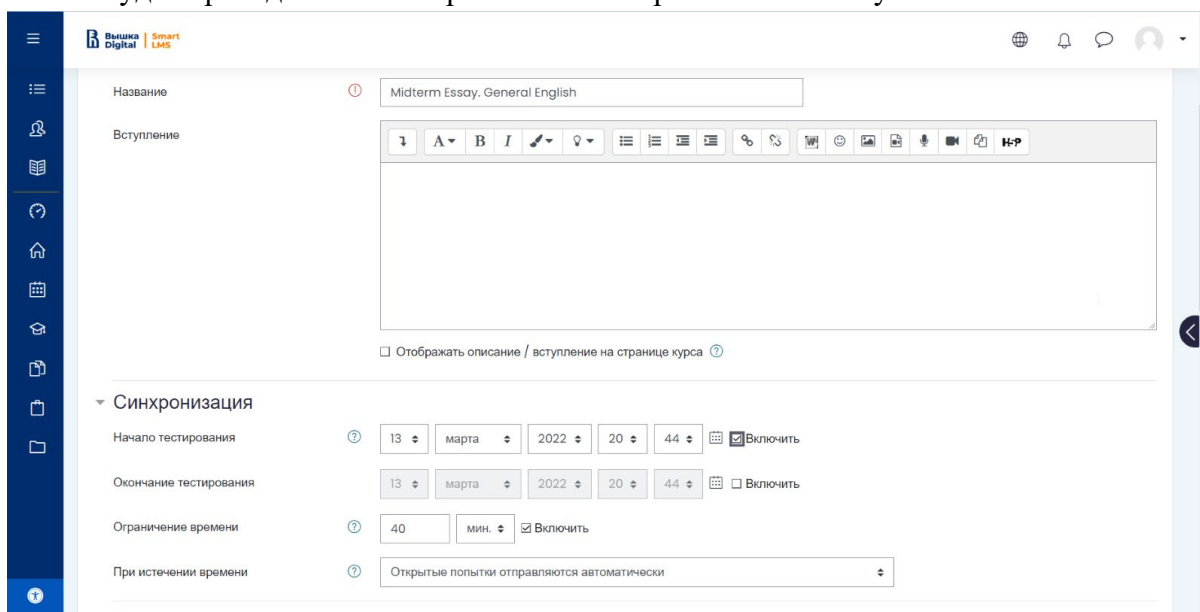 Вышка Digital | Smart LMS
Название
Midterm Essay. General English
Вступление
A B I H-P
Отображать описание / вступление на странице курса
Синхронизация
Начало тестирования 13 марта 2022 20 44 Включить
Окончание тестирования 13 марта 2022 20 44 Включить
Ограничение времени 40 мин. Включить
При истечении времени Открытые попытки отправляются автоматически